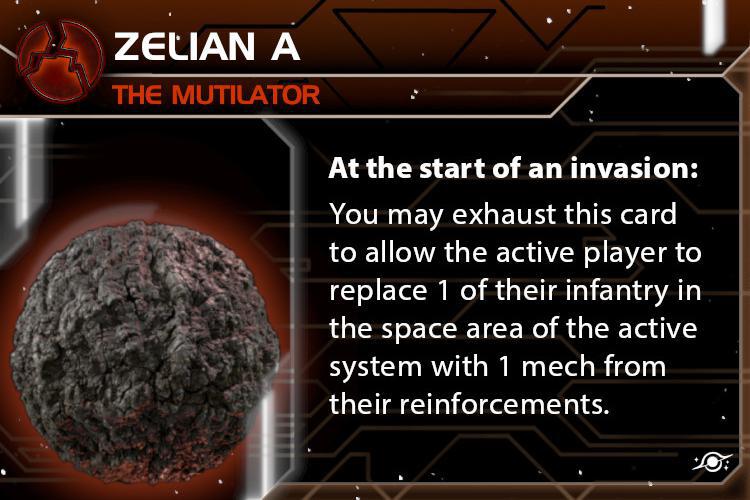 ZELIAN A
THE MUTILATOR
At the start of an invasion:
You may exhaust this card
to allow the active player to
replace 1 of their infantry in
the space area of the active
system with 1 mech from
their reinforcements.